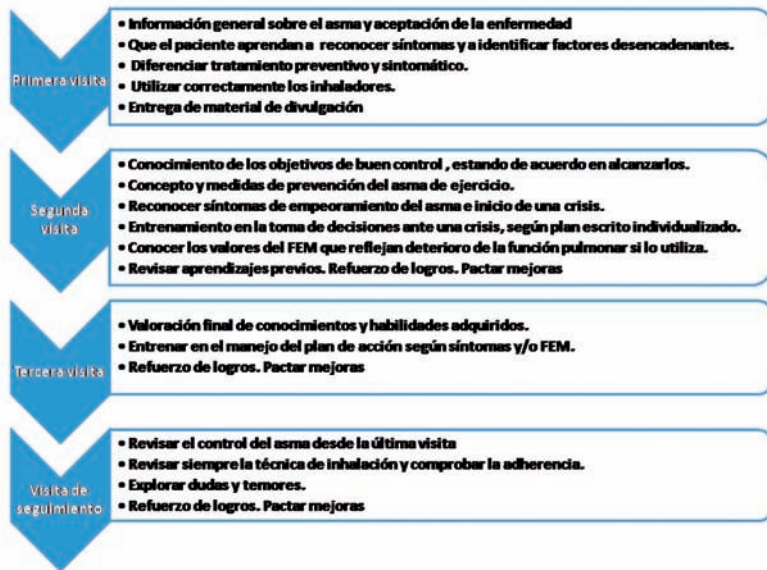 Primera visita
• Información general sobre el asma y aceptación de la enfermedad
• Que el paciente aprendan a reconocer síntomas y a identificar factores desencadenantes.
• Diferenciar tratamiento preventivo y sintomático.
• Utilizar correctamente los inhaladores.
• Entrega de material de divulgación
Segunda
visita
• Conocimiento de los objetivos de buen control , estando de acuerdo en alcanzarlos.
• Concepto y medidas de prevención del asma de ejercicio.
• Reconocer síntomas de empeoramiento del asma e inicio de una crisis.
• Entrenamiento en la toma de decisiones ante una crisis, según plan escrito individualizado.
• Conocer los valores del FEM que reflejan deterioro de la función pulmonar si lo utiliza.
• Revisar aprendizajes previos. Refuerzo de logros. Pactar mejoras
Tercera visita
• Valoración final de conocimientos y habilidades adquiridos.
• Entrenar en el manejo del plan de acción según síntomas y/o FEM.
• Refuerzo de logros. Pactar mejoras
Visita de
seguimiento
• Revisar el control del asma desde la última visita
• Revisar siempre la técnica de inhalación y comprobar la adherencia.
• Explorar dudas y temores.
• Refuerzo de logros. Pactar mejoras